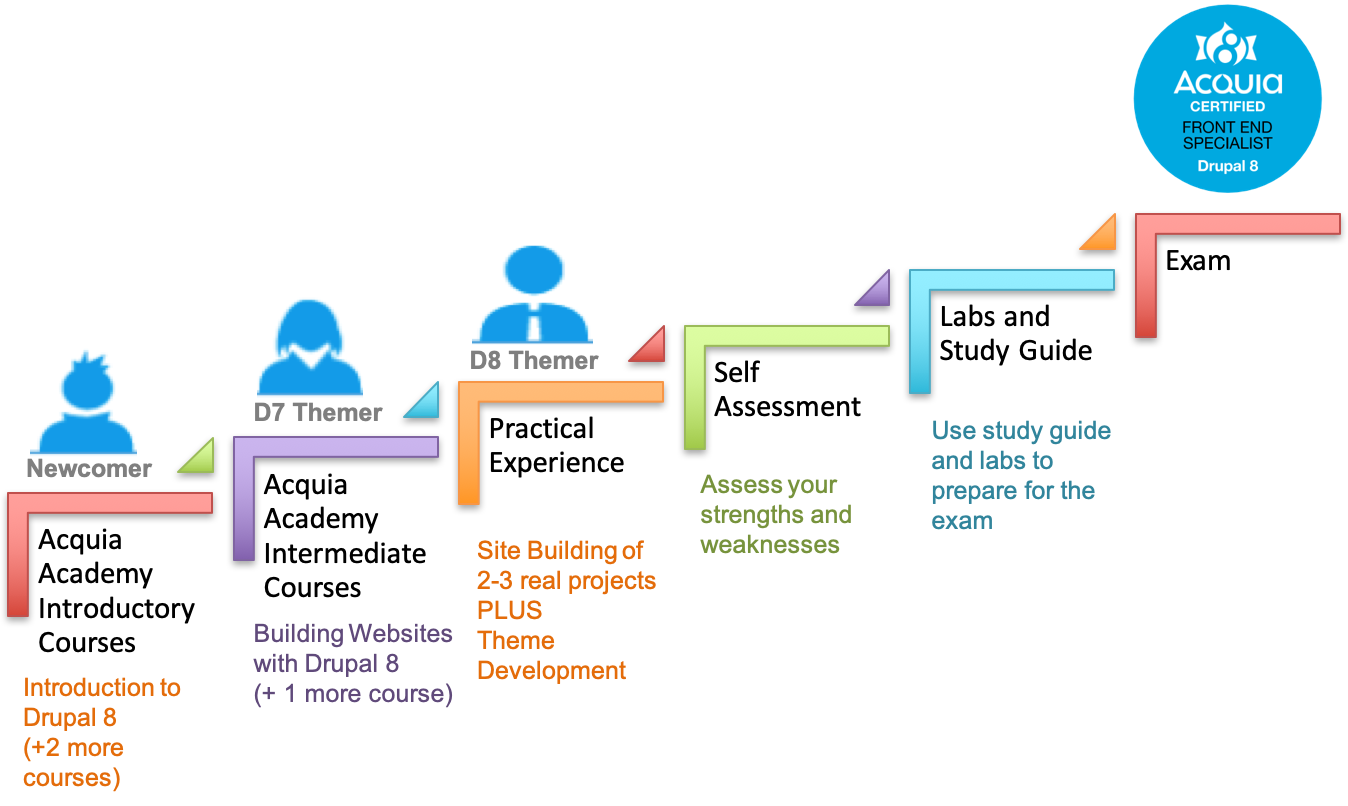 Acquia
CERTIFIED
FRONT END
SPECIALIST
Drupal 8
Newcomer
Acquia
Academy
Introductory
Courses
Introduction to
Drupal 8
(+2 more
courses)
D7 Themer
Acquia
Academy
Intermediate
Courses
Building Websites
with Drupal 8
(+ 1 more course)
D8 Themer
Practical
Experience
Site Building of
2-3 real projects
PLUS
Theme
Development
Self
Assessment
Assess your
strengths and
weaknesses
Labs and
Study Guide
Use study guide
and labs to
prepare for the
exam
Exam